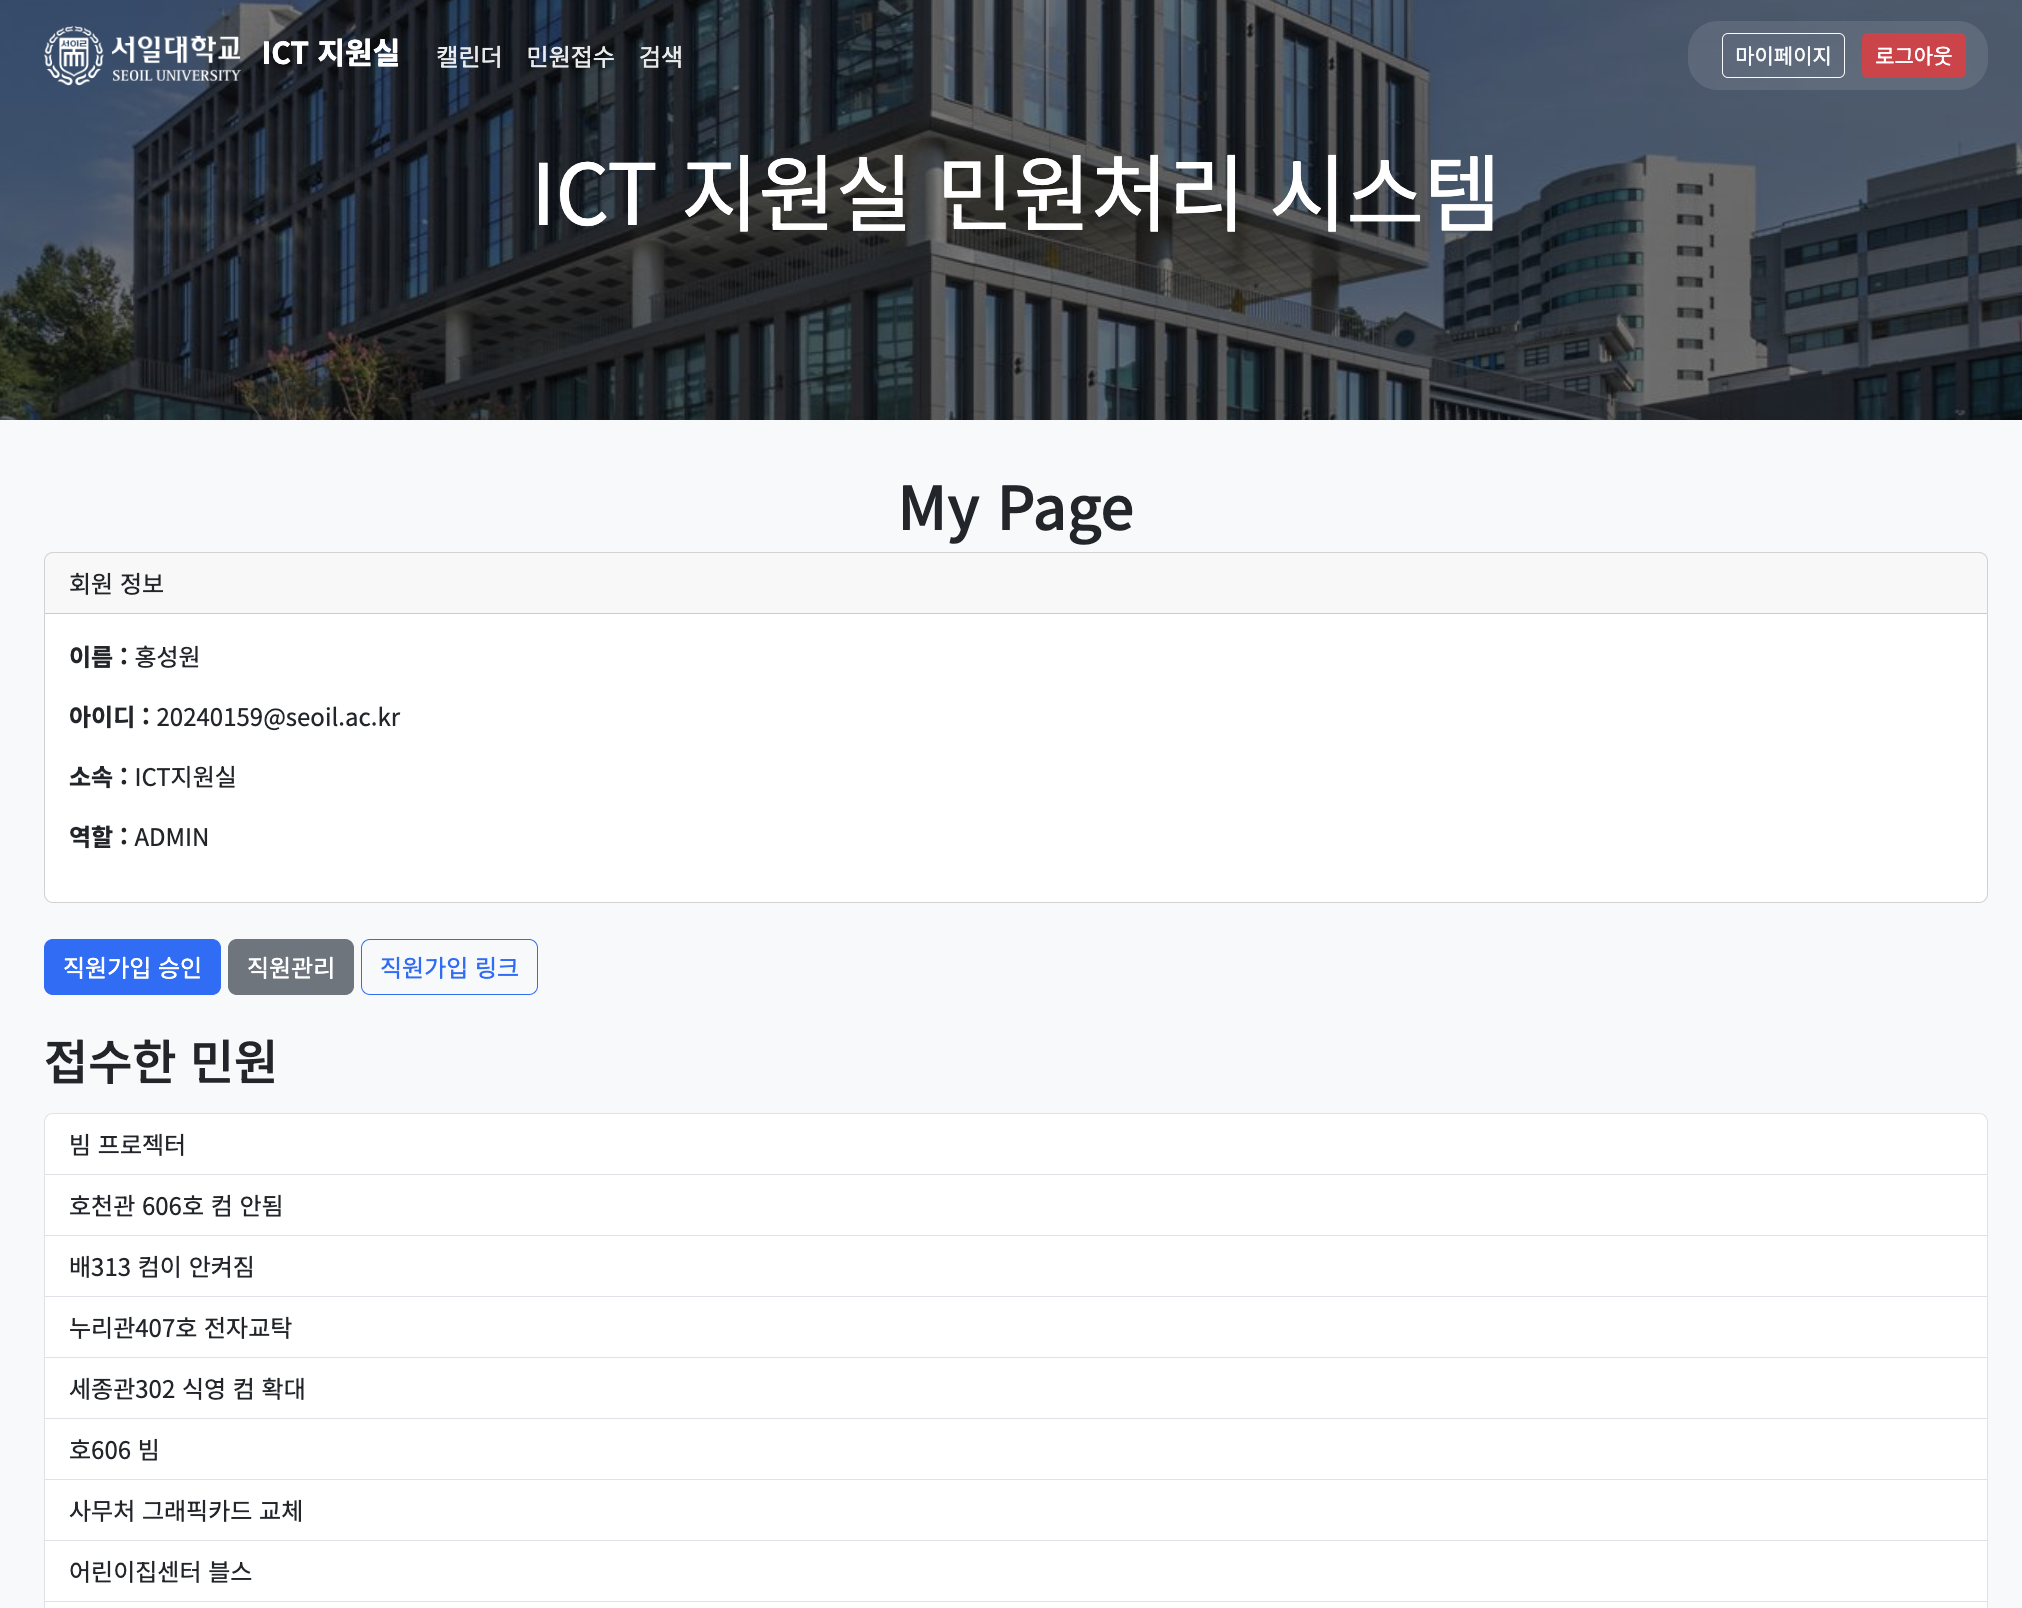 서일대학교
SEOIL UNIVERSITY
ICT 지원실 캘린더 민원접수 검색 마이페이지 로그아웃
ICT 지원실 민원처리 시스템
My Page
회원 정보
이름 : 홍성원
아이디 : 20240159@seoil.ac.kr
소속 : ICT지원실
역할 : ADMIN
직원가입 승인 직원관리 직원가입 링크
접수한 민원
빔 프로젝터
호천관 606호 컴 안됨
배313 컴이 안켜짐
누리관407호 전자교탁
세종관302 식영 컴 확대
호606 빔
사무처 그래픽카드 교체
어린이집센터 블스